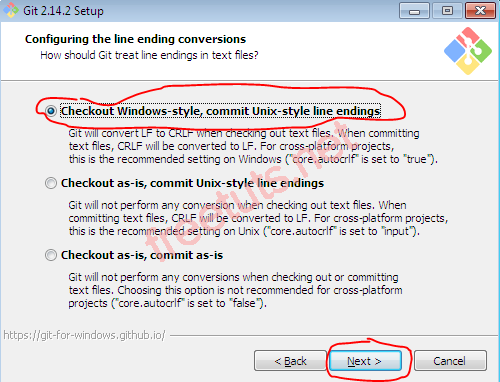 Git 2.14.2 Setup
Configuring the line ending conversions
How should Git treat line endings in text files?
Checkout Windows-style, commit Unix-style line endings
Git will convert LF to CRLF when checking out text files. When committing
text files, CRLF will be converted to LF. For cross-platform projects,
this is the recommended setting on Windows ("core.autocrlf" is set to "true").
Checkout as-is, commit Unix-style line endings
Git will not perform any conversion when checking out text files. When
committing text files, CRLF will be converted to LF. For cross-platform projects,
this is the recommended setting on Unix ("core.autocrlf" is set to "input").
Checkout as-is, commit as-is
Git will not perform any conversions when checking out or committing
text files. Choosing this option is not recommended for cross-platform
projects ("core.autocrlf" is set to "false").
freetuts.net
https://git-for-windows.github.io/
< Back
Next >
Cancel